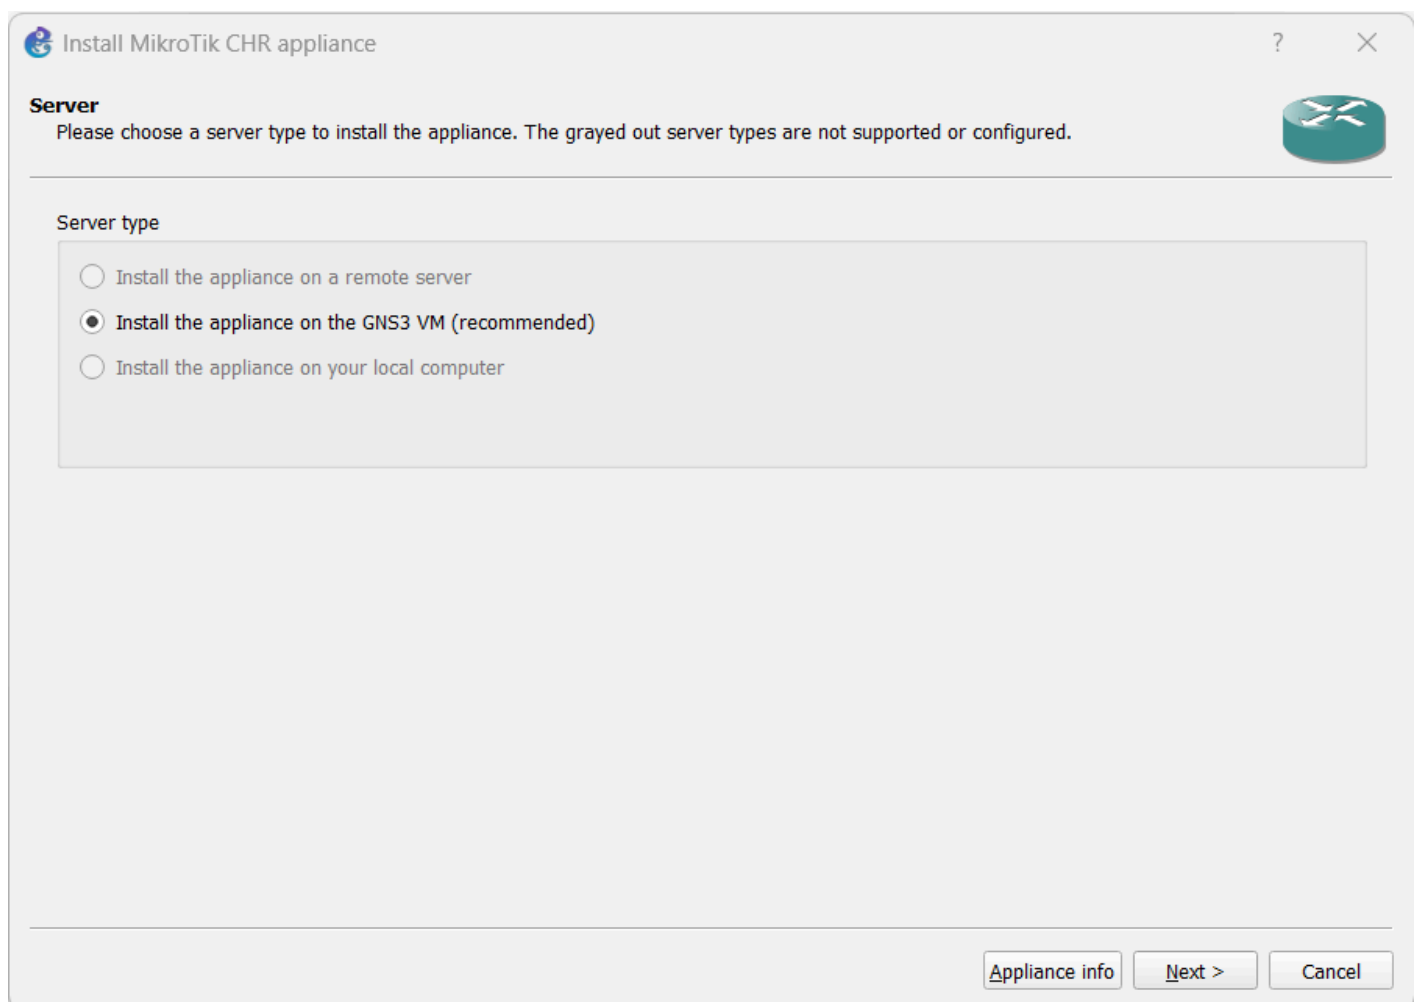 Install MikroTik CHR appliance
?
Server
Please choose a server type to install the appliance. The grayed out server types are not supported or configured.
Server type
Install the appliance on a remote server
Install the appliance on the GNS3 VM (recommended)
Install the appliance on your local computer
Appliance info
Next >
Cancel